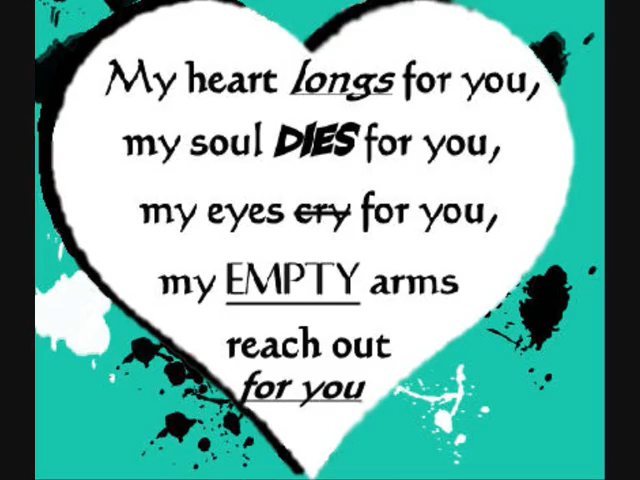 My heart longs for you,
my soul DIES for you,
my eyes cry for you,
my EMPTY arms
reach out
for you